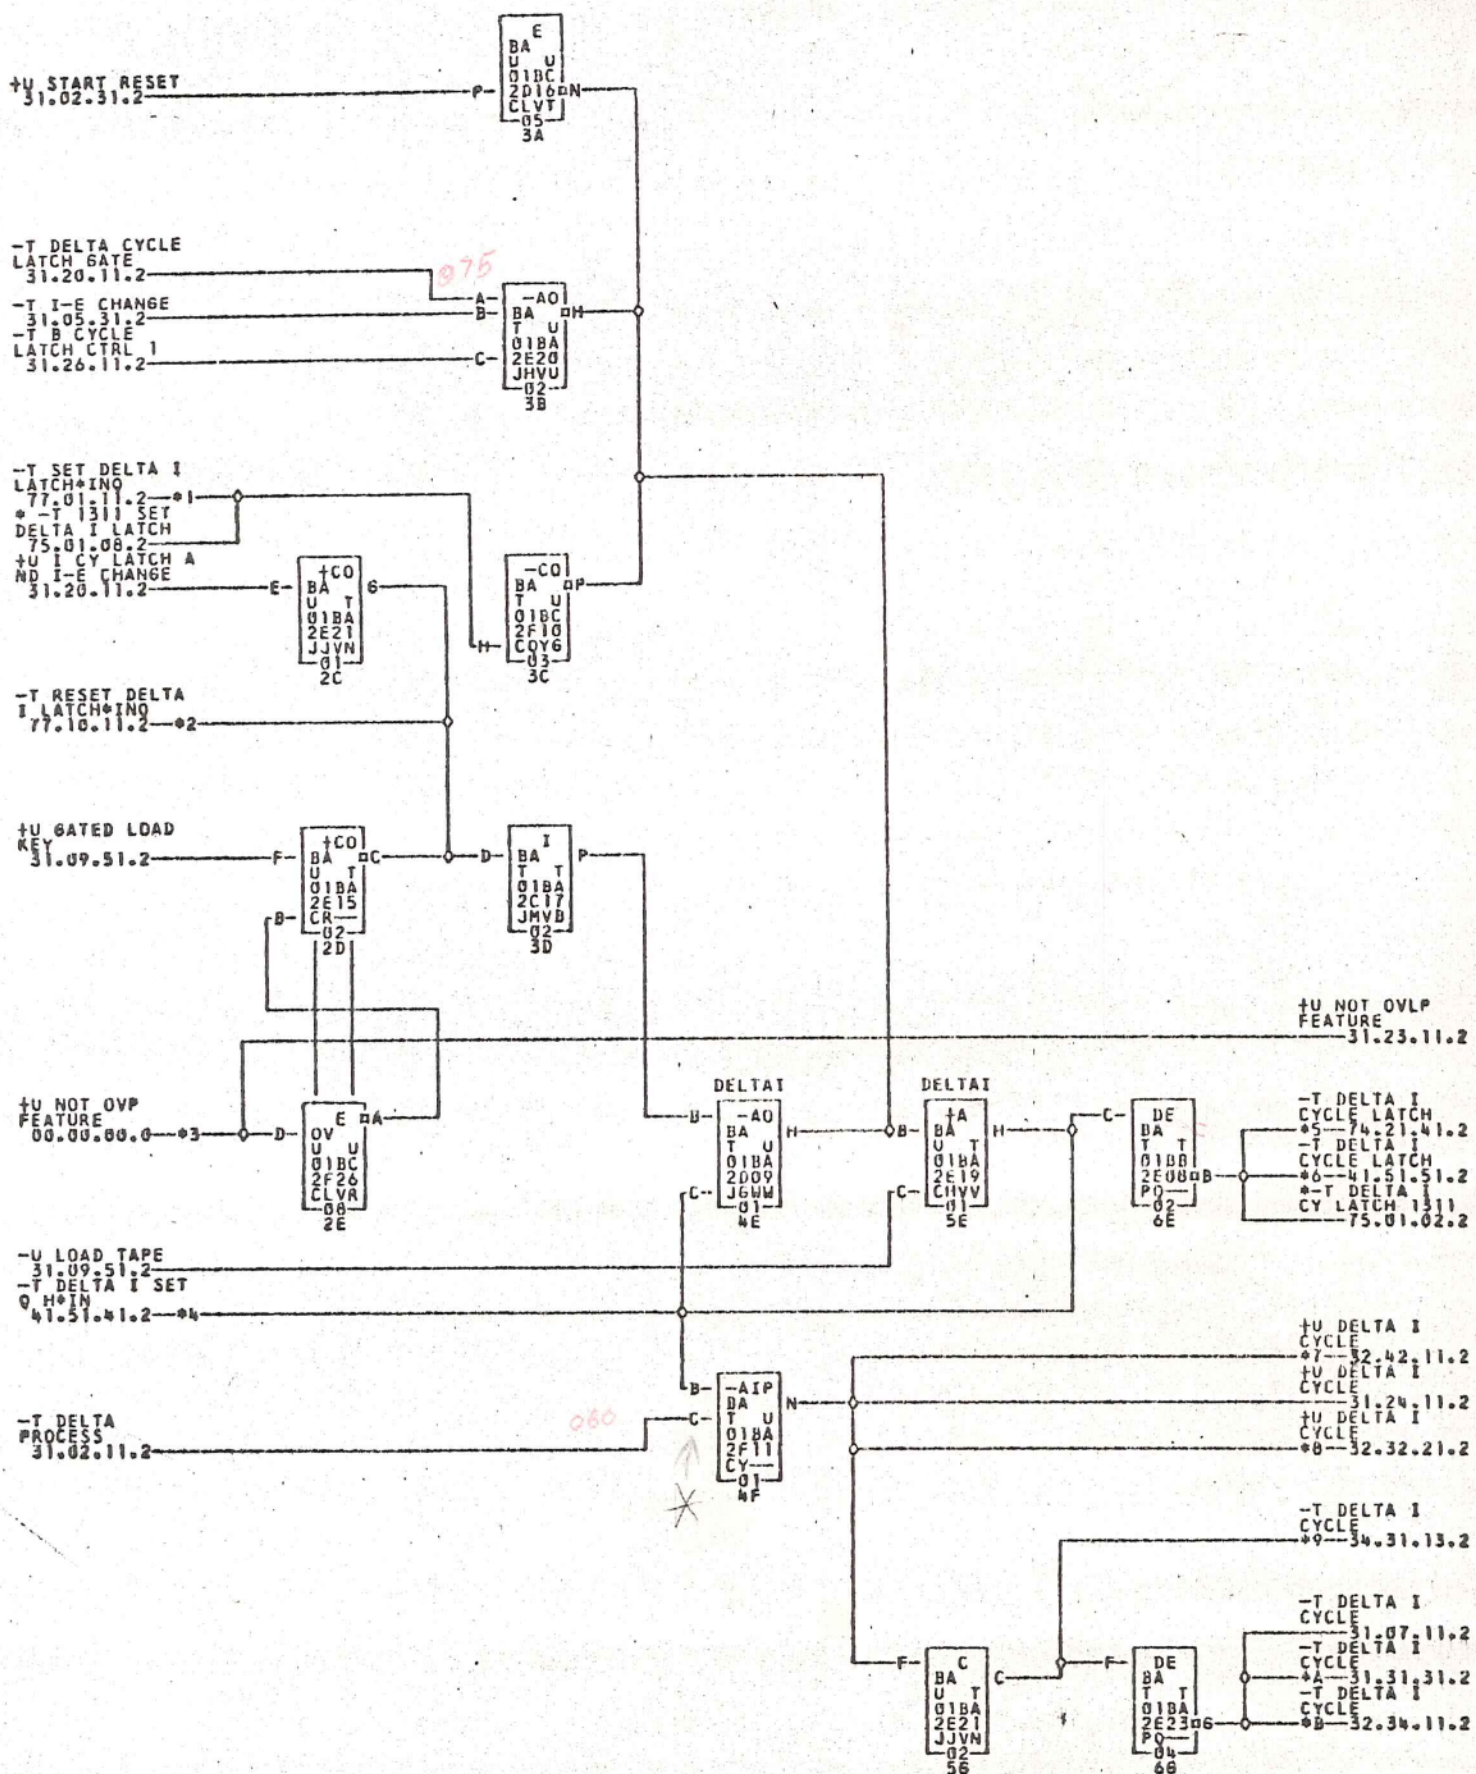 E
BA
U U
01BC
2D16 N
CLVT
05
3A
+U START RESET
31.02.31.2
P
-T DELTA CYCLE
LATCH GATE
31.20.11.2
-T I-E CHANGE
31.05.31.2
-T B CYCLE
LATCH CTRL 1
31.26.11.2
075
A
B
C
-AO
BA H
T U
01BA
2E20
JHVU
02
3B
-T SET DELTA I
LATCH*INQ
77.01.11.2 *1
* -T 1311 SET
DELTA I LATCH
75.01.08.2
+U I CY LATCH A
ND I-E CHANGE
31.20.11.2
E
+CO
BA G
U T
01BA
2E21
JJVN
01
2C
H
-CO
BA P
T U
01BC
2F10
CQYG
03
3C
-T RESET DELTA
I LATCH*INQ
77.10.11.2 *2
+U GATED LOAD
KEY
31.09.51.2
F
B
+CO
BA C
U T
01BA
2E15
CR
02
2D
D
I
BA P
T T
01BA
2C17
JMVB
02
3D
+U NOT OVLP
FEATURE
31.23.11.2
+U NOT OVP
FEATURE
00.00.00.0 *3
D
E A
OV
U U
01BC
2F26
CLVR
08
2E
DELTAI
B
C
-AO
BA H
T U
01BA
2D09
JGWW
01
4E
DELTAI
B
C
+A
BA H
U T
01BA
2E19
CHVV
01
5E
C
DE
BA
T T
01BB
2E08 B
PQ
02
6E
-T DELTA I
CYCLE LATCH
*5 74.21.41.2
-T DELTA I
CYCLE LATCH
*6 41.51.51.2
*-T DELTA I
CY LATCH 1311
75.01.02.2
-U LOAD TAPE
31.09.51.2
-T DELTA I SET
Q H*IN
41.51.41.2 *4
-T DELTA
PROCESS
31.02.11.2
060
B
C
-AIP
BA N
T U
01BA
2F11
CY
01
4F
+U DELTA I
CYCLE
*7 32.42.11.2
+U DELTA I
CYCLE
31.24.11.2
+U DELTA I
CYCLE
*8 32.32.21.2
-T DELTA I
CYCLE
*9 34.31.13.2
F
C
BA C
U T
01BA
2E21
JJVN
02
5G
F
DE
BA
T T
01BA
2E23 G
PQ
04
6G
-T DELTA I
CYCLE
31.07.11.2
-T DELTA I
CYCLE
*A 31.31.31.2
-T DELTA I
CYCLE
*B 32.34.11.2